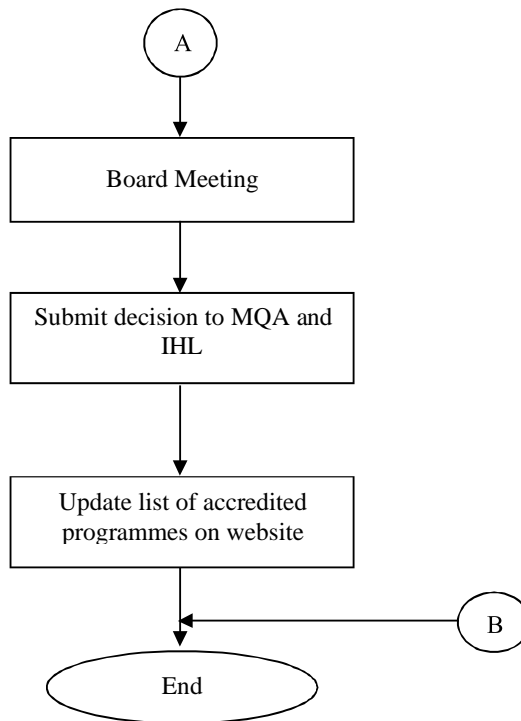 A
Board Meeting
Submit decision to MQA and
IHL
Update list of accredited
programmes on website
B
End